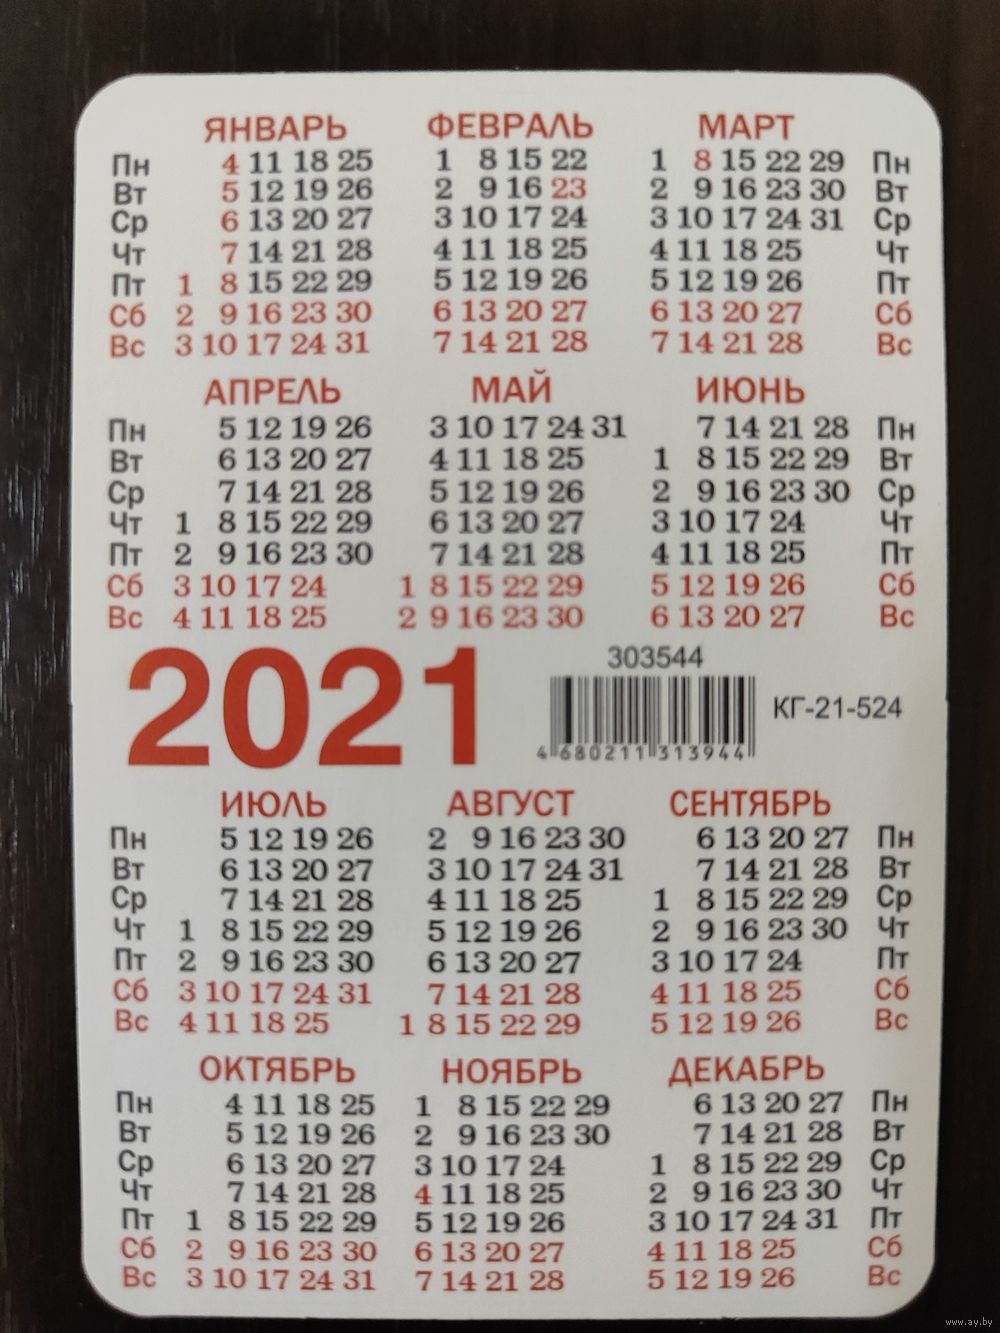 ЯНВАРЬ ФЕВРАЛЬ МАРТ
Пн 4 11 18 25 1 8 15 22 1 8 15 22 29 Пн
Вт 5 12 19 26 2 9 16 23 2 9 16 23 30 Вт
Ср 6 13 20 27 3 10 17 24 3 10 17 24 31 Ср
Чт 7 14 21 28 4 11 18 25 4 11 18 25 Чт
Пт 1 8 15 22 29 5 12 19 26 5 12 19 26 Пт
Сб 2 9 16 23 30 6 13 20 27 6 13 20 27 Сб
Вс 3 10 17 24 31 7 14 21 28 7 14 21 28 Вс
АПРЕЛЬ МАЙ ИЮНЬ
Пн 5 12 19 26 3 10 17 24 31 7 14 21 28 Пн
Вт 6 13 20 27 4 11 18 25 1 8 15 22 29 Вт
Ср 7 14 21 28 5 12 19 26 2 9 16 23 30 Ср
Чт 1 8 15 22 29 6 13 20 27 3 10 17 24 Чт
Пт 2 9 16 23 30 7 14 21 28 4 11 18 25 Пт
Сб 3 10 17 24 1 8 15 22 29 5 12 19 26 Сб
Вс 4 11 18 25 2 9 16 23 30 6 13 20 27 Вс
2021
303544
КГ-21-524
4 680211 313944
ИЮЛЬ АВГУСТ СЕНТЯБРЬ
Пн 5 12 19 26 2 9 16 23 30 6 13 20 27 Пн
Вт 6 13 20 27 3 10 17 24 31 7 14 21 28 Вт
Ср 7 14 21 28 4 11 18 25 1 8 15 22 29 Ср
Чт 1 8 15 22 29 5 12 19 26 2 9 16 23 30 Чт
Пт 2 9 16 23 30 6 13 20 27 3 10 17 24 Пт
Сб 3 10 17 24 31 7 14 21 28 4 11 18 25 Сб
Вс 4 11 18 25 1 8 15 22 29 5 12 19 26 Вс
ОКТЯБРЬ НОЯБРЬ ДЕКАБРЬ
Пн 4 11 18 25 1 8 15 22 29 6 13 20 27 Пн
Вт 5 12 19 26 2 9 16 23 30 7 14 21 28 Вт
Ср 6 13 20 27 3 10 17 24 1 8 15 22 29 Ср
Чт 7 14 21 28 4 11 18 25 2 9 16 23 30 Чт
Пт 1 8 15 22 29 5 12 19 26 3 10 17 24 31 Пт
Сб 2 9 16 23 30 6 13 20 27 4 11 18 25 Сб
Вс 3 10 17 24 31 7 14 21 28 5 12 19 26 Вс
www.ay.by